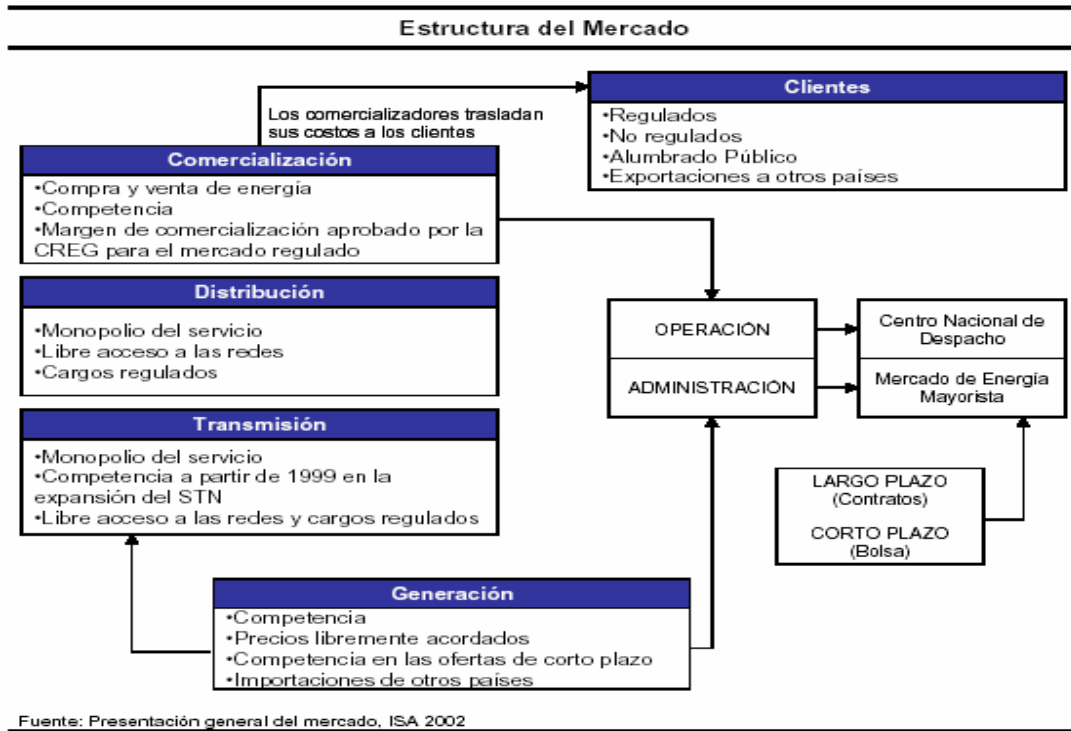 Estructura del Mercado
Los comercializadores trasladan
sus costos a los clientes
Clientes
•Regulados
•No regulados
•Alumbrado Público
•Exportaciones a otros países
Comercialización
•Compra y venta de energía
•Competencia
•Margen de comercialización aprobado por la
CREG para el mercado regulado
Distribución
•Monopolio del servicio
•Libre acceso a las redes
•Cargos regulados
OPERACIÓN
ADMINISTRACIÓN
Centro Nacional de
Despacho
Mercado de Energía
Mayorista
Transmisión
•Monopolio del servicio
•Competencia a partir de 1999 en la
expansión del STN
•Libre acceso a las redes y cargos regulados
LARGO PLAZO
(Contratos)
CORTO PLAZO
(Bolsa)
Generación
•Competencia
•Precios libremente acordados
•Competencia en las ofertas de corto plazo
•Importaciones de otros países
Fuente: Presentación general del mercado, ISA 2002